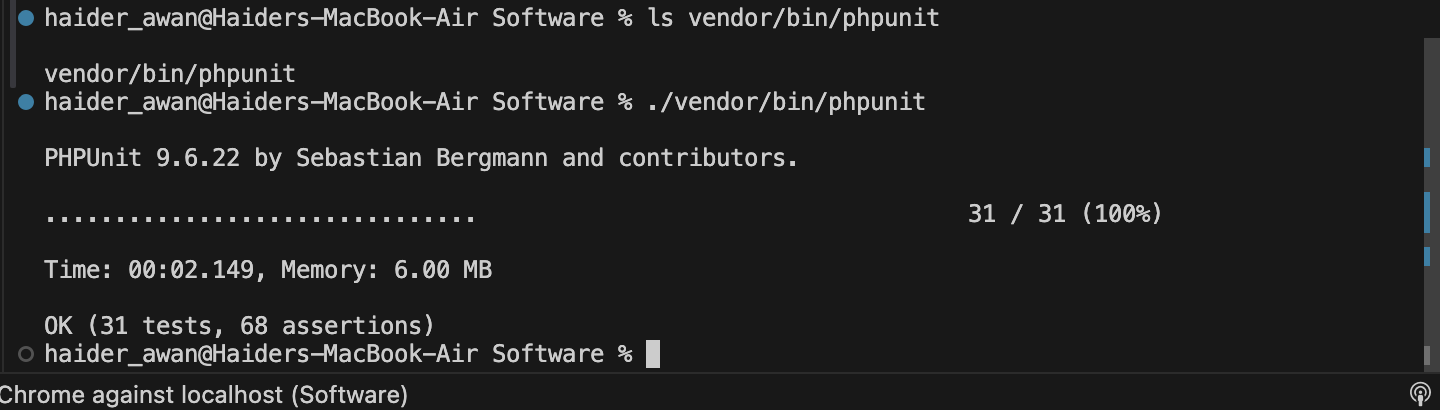 haider_awan@Haiders-MacBook-Air Software % ls vendor/bin/phpunit
vendor/bin/phpunit
haider_awan@Haiders-MacBook-Air Software % ./vendor/bin/phpunit
PHPUnit 9.6.22 by Sebastian Bergmann and contributors.
............................... 31 / 31 (100%)
Time: 00:02.149, Memory: 6.00 MB
OK (31 tests, 68 assertions)
haider_awan@Haiders-MacBook-Air Software %
Chrome against localhost (Software)